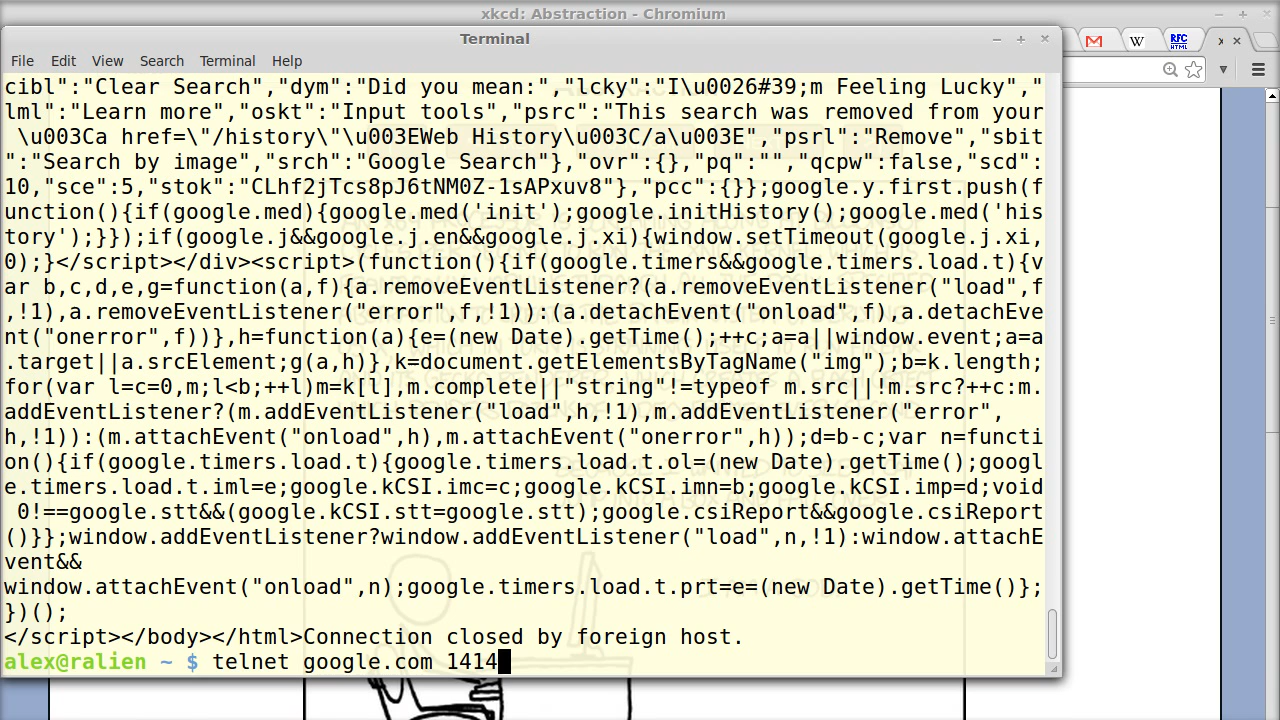 xkcd: Abstraction - Chromium
Terminal
File Edit View Search Terminal Help
W
RFC
HTML
x
cibl":"Clear Search","dym":"Did you mean:","lcky":"I\u0026#39;m Feeling Lucky","
lml":"Learn more","oskt":"Input tools","psrc":"This search was removed from your
\u003Ca href=\"/history\"\u003EWeb History\u003C/a\u003E","psrl":"Remove","sbit
":"Search by image","srch":"Google Search"},"ovr":{},"pq":"","qcpw":false,"scd":
10,"sce":5,"stok":"CLhf2jTcs8pJ6tNM0Z-1sAPxuv8"},"pcc":{}};google.y.first.push(f
unction(){if(google.med){google.med('init');google.initHistory();google.med('his
tory');}});if(google.j&&google.j.en&&google.j.xi){window.setTimeout(google.j.xi,
0);}</script></div><script>(function(){if(google.timers&&google.timers.load.t){v
ar b,c,d,e,g=function(a,f){a.removeEventListener?(a.removeEventListener("load",f
,!1),a.removeEventListener("error",f,!1)):(a.detachEvent("onload",f),a.detachEve
nt("onerror",f))},h=function(a){e=(new Date).getTime();++c;a=a||window.event;a=a
.target||a.srcElement;g(a,h)},k=document.getElementsByTagName("img");b=k.length;
for(var l=c=0,m;l<b;++l)m=k[l],m.complete||"string"!=typeof m.src||!m.src?++c:m.
addEventListener?(m.addEventListener("load",h,!1),m.addEventListener("error",
h,!1)):(m.attachEvent("onload",h),m.attachEvent("onerror",h));d=b-c;var n=functi
on(){if(google.timers.load.t){google.timers.load.t.ol=(new Date).getTime();googl
e.timers.load.t.iml=e;google.kCSI.imc=c;google.kCSI.imn=b;google.kCSI.imp=d;void
0!==google.stt&&(google.kCSI.stt=google.stt);google.csiReport&&google.csiReport
()}};window.addEventListener?window.addEventListener("load",n,!1):window.attachE
vent&&
window.attachEvent("onload",n);google.timers.load.t.prt=e=(new Date).getTime()};
})();
</script></body></html>Connection closed by foreign host.
alex@ralien ~ $ telnet google.com 1414